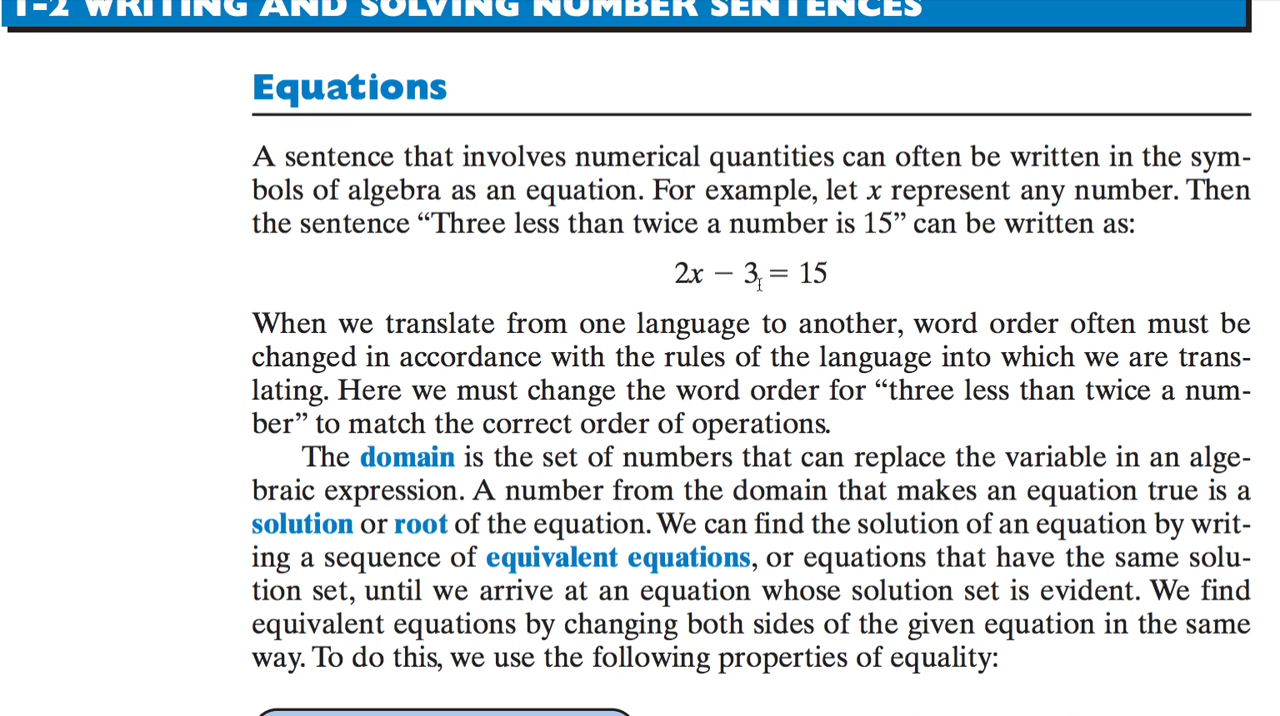 1-2 WRITING AND SOLVING NUMBER SENTENCES
Equations
A sentence that involves numerical quantities can often be written in the sym-
bols of algebra as an equation. For example, let x represent any number. Then
the sentence “Three less than twice a number is 15” can be written as:
2x − 3 = 15
When we translate from one language to another, word order often must be
changed in accordance with the rules of the language into which we are trans-
lating. Here we must change the word order for “three less than twice a num-
ber” to match the correct order of operations.
The domain is the set of numbers that can replace the variable in an alge-
braic expression. A number from the domain that makes an equation true is a
solution or root of the equation. We can find the solution of an equation by writ-
ing a sequence of equivalent equations, or equations that have the same solu-
tion set, until we arrive at an equation whose solution set is evident. We find
equivalent equations by changing both sides of the given equation in the same
way. To do this, we use the following properties of equality: